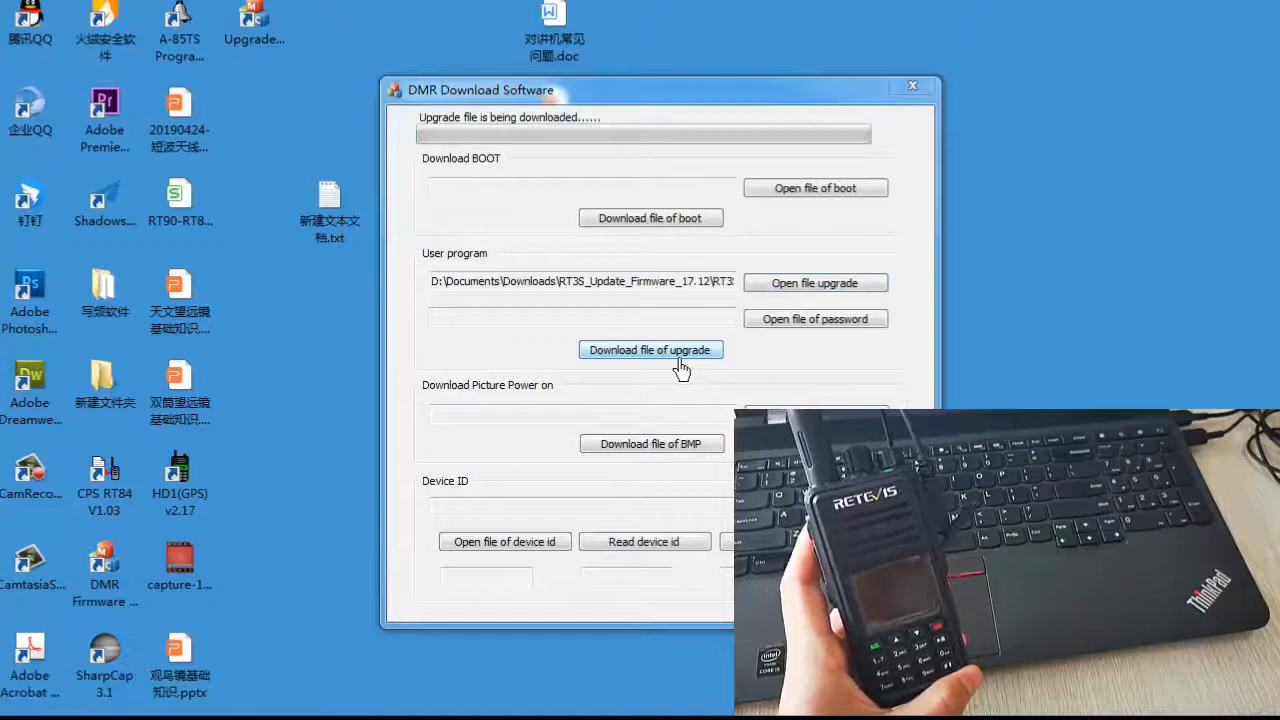 腾讯QQ
火绒安全软
件
A-85TS
Progra...
Upgrade...
对讲机常见
问题.doc
企业QQ
Adobe
Premie...
20190424-
短波天线...
钉钉
Shadows...
RT90-RT8...
新建文本文
档.txt
Adobe
Photosh...
写频软件
天文望远镜
基础知识....
Adobe
Dreamwe...
新建文件夹
双筒望远镜
基础知识....
CamReco...
CPS RT84
V1.03
HD1(GPS)
v2.17
CamtasiaS...
DMR
Firmware ...
capture-1...
Adobe
Acrobat ...
SharpCap
3.1
观鸟镜基础
知识.pptx
DMR Download Software
Upgrade file is being downloaded......
Download BOOT
Open file of boot
Download file of boot
User program
D:\Documents\Downloads\RT3S_Update_Firmware_17.12\RT3S
Open file upgrade
Open file of password
Download file of upgrade
Download Picture Power on
Download file of BMP
Device ID
Open file of device id
Read device id
RETEVIS
ThinkPad
intel